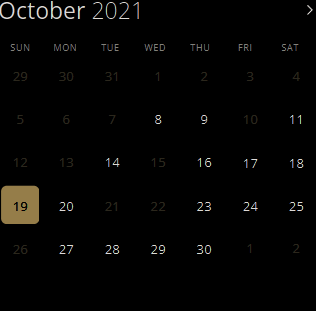 October 2021
SUN MON TUE WED THU FRI SAT
29 30 31 1 2 3 4
5 6 7 8 9 10 11
12 13 14 15 16 17 18
19 20 21 22 23 24 25
26 27 28 29 30 1 2